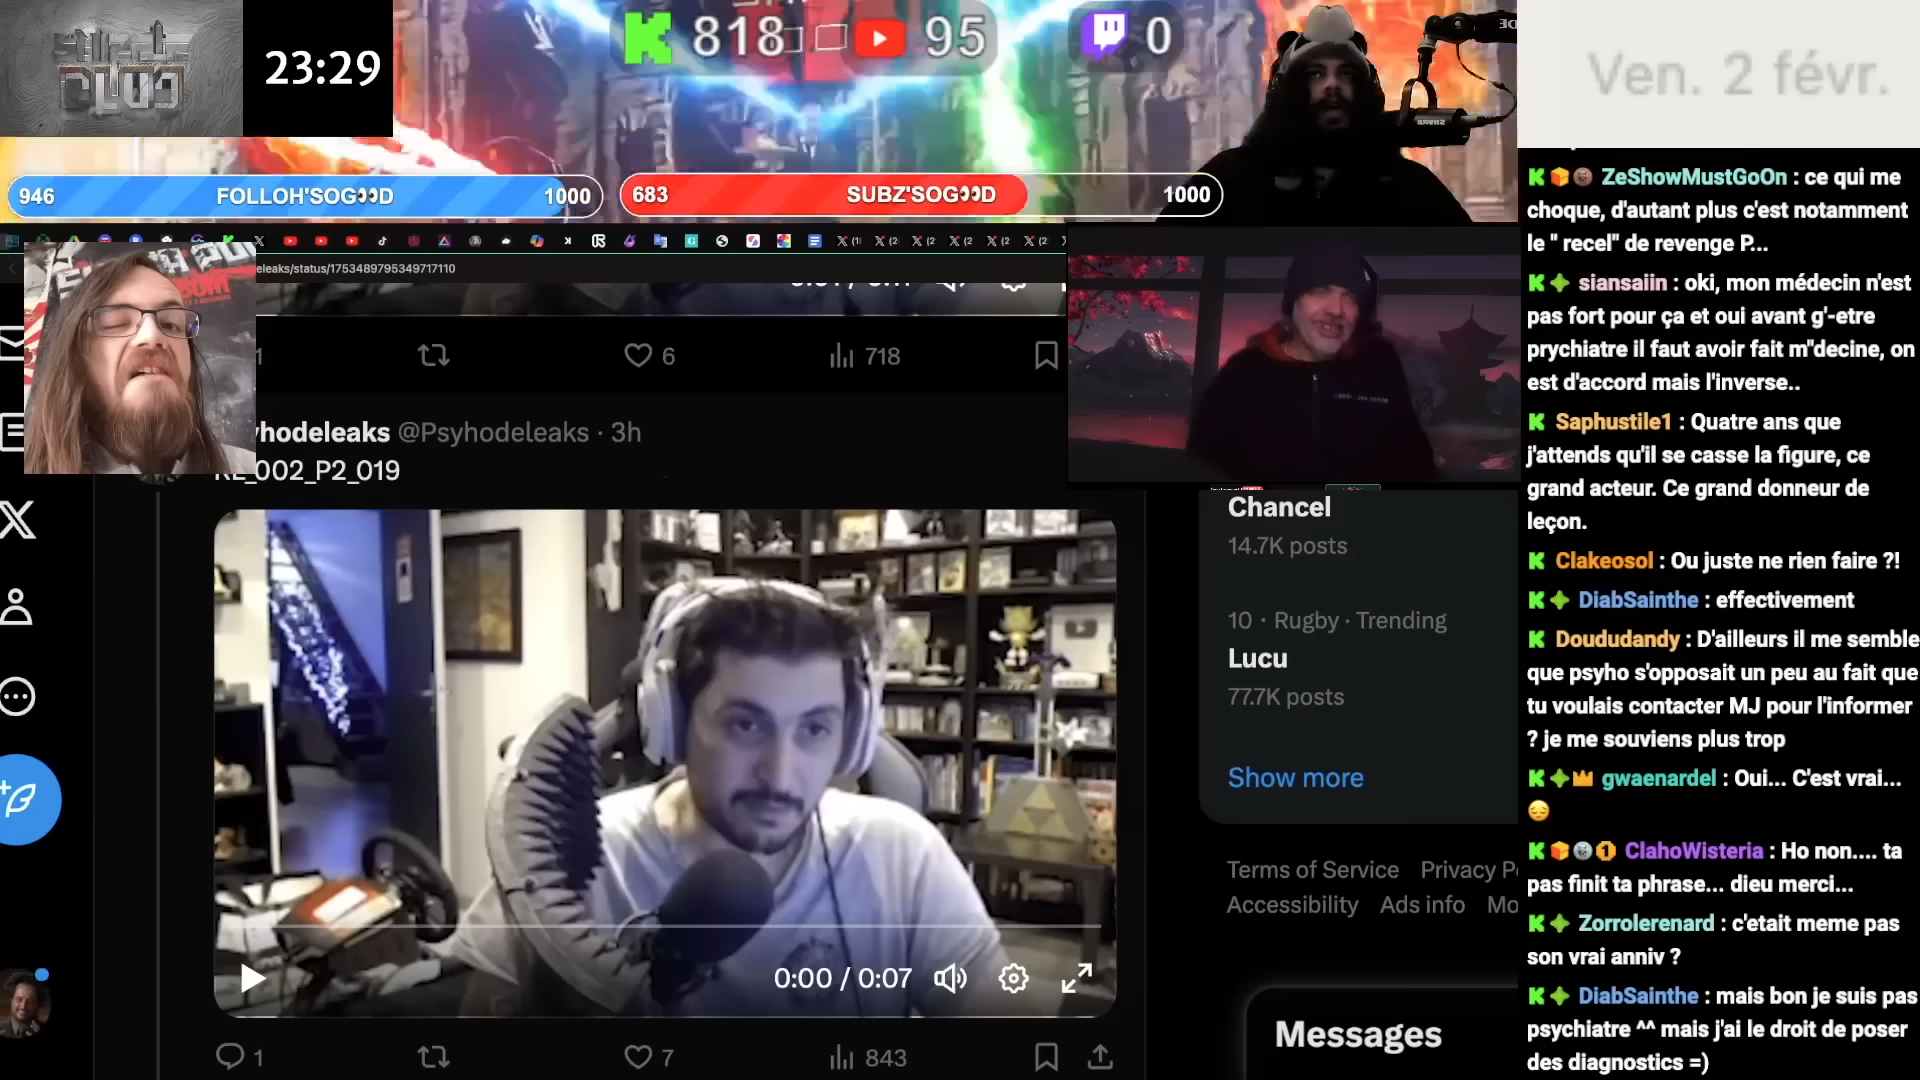 23:29
818
95
0
Ven. 2 févr.
946 FOLLOH'SOG👀D 1000
683 SUBZ'SOG👀D 1000
eleaks/status/1753489795349717110
1
6
718
yhodeleaks @Psyhodeleaks · 3h
_002_P2_019
0:00 / 0:07
1
7
843
Chancel
14.7K posts
10 · Rugby · Trending
Lucu
77.7K posts
Show more
Terms of Service Privacy P
Accessibility Ads info Mo
Messages
ZeShowMustGoOn : ce qui me
choque, d'autant plus c'est notamment
le " recel" de revenge P...
siansaiin : oki, mon médecin n'est
pas fort pour ça et oui avant g'-etre
prychiatre il faut avoir fait m"decine, on
est d'accord mais l'inverse..
Saphustile1 : Quatre ans que
j'attends qu'il se casse la figure, ce
grand acteur. Ce grand donneur de
leçon.
Clakeosol : Ou juste ne rien faire ?!
DiabSainthe : effectivement
Doududandy : D'ailleurs il me semble
que psyho s'opposait un peu au fait que
tu voulais contacter MJ pour l'informer
? je me souviens plus trop
gwaenardel : Oui... C'est vrai...
😔
ClahoWisteria : Ho non.... ta
pas finit ta phrase... dieu merci...
Zorrolerenard : c'etait meme pas
son vrai anniv ?
DiabSainthe : mais bon je suis pas
psychiatre ^^ mais j'ai le droit de poser
des diagnostics =)